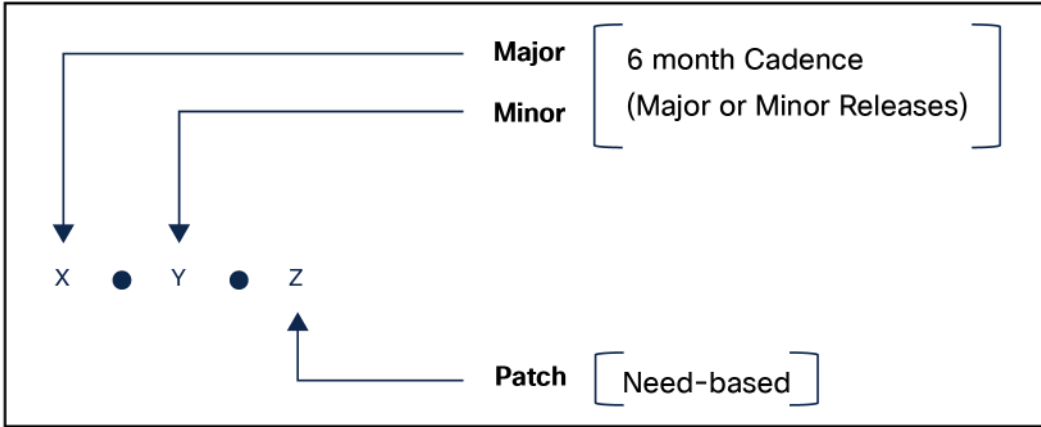 Major
6 month Cadence
(Major or Minor Releases)
Minor
X • Y • Z
Patch
Need-based